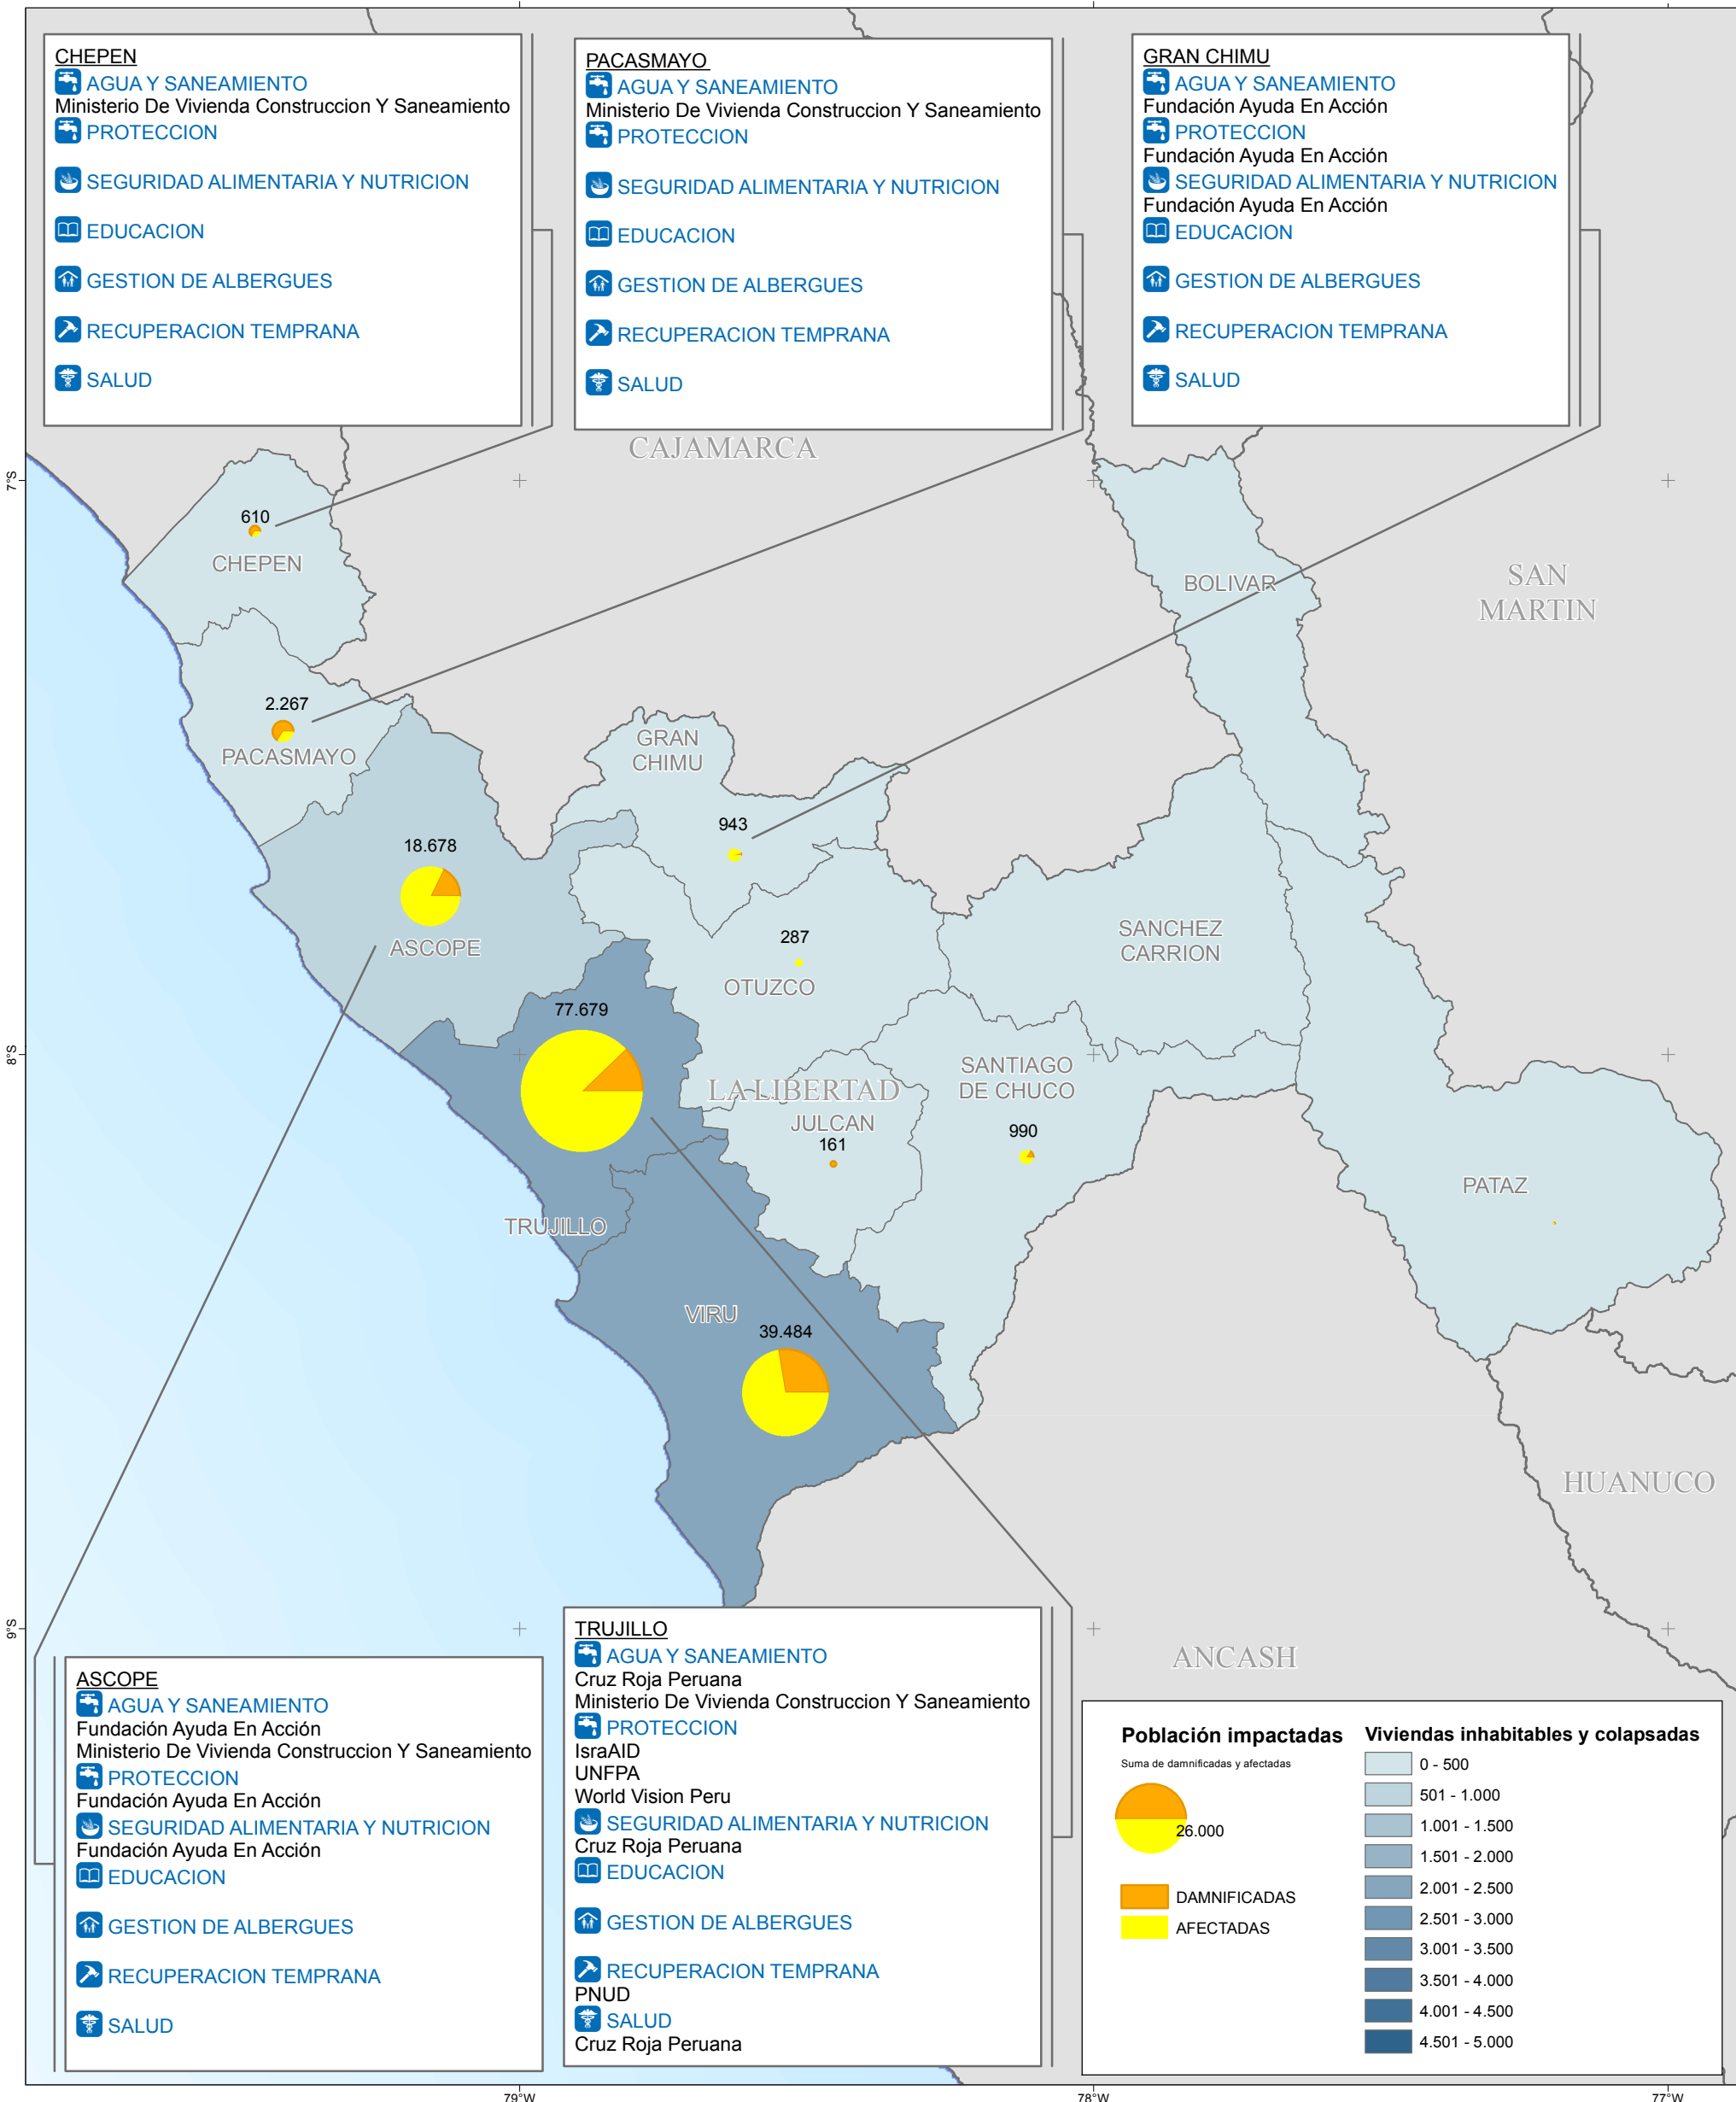 CHEPEN
AGUA Y SANEAMIENTO
Ministerio De Vivienda Construccion Y Saneamiento
PROTECCION
SEGURIDAD ALIMENTARIA Y NUTRICION
EDUCACION
GESTION DE ALBERGUES
RECUPERACION TEMPRANA
SALUD
PACASMAYO
AGUA Y SANEAMIENTO
Ministerio De Vivienda Construccion Y Saneamiento
PROTECCION
SEGURIDAD ALIMENTARIA Y NUTRICION
EDUCACION
GESTION DE ALBERGUES
RECUPERACION TEMPRANA
SALUD
GRAN CHIMU
AGUA Y SANEAMIENTO
Fundación Ayuda En Acción
PROTECCION
Fundación Ayuda En Acción
SEGURIDAD ALIMENTARIA Y NUTRICION
Fundación Ayuda En Acción
EDUCACION
GESTION DE ALBERGUES
RECUPERACION TEMPRANA
SALUD
CAJAMARCA
7°S
610
CHEPEN
BOLIVAR
SAN
MARTIN
2.267
PACASMAYO
GRAN
CHIMU
943
18.678
ASCOPE
287
OTUZCO
SANCHEZ
CARRION
77.679
8°S
SANTIAGO
DE CHUCO
LA LIBERTAD
JULCAN
161
990
PATAZ
TRUJILLO
VIRU
39.484
HUANUCO
9°S
ANCASH
ASCOPE
AGUA Y SANEAMIENTO
Fundación Ayuda En Acción
Ministerio De Vivienda Construccion Y Saneamiento
PROTECCION
Fundación Ayuda En Acción
SEGURIDAD ALIMENTARIA Y NUTRICION
Fundación Ayuda En Acción
EDUCACION
GESTION DE ALBERGUES
RECUPERACION TEMPRANA
SALUD
TRUJILLO
AGUA Y SANEAMIENTO
Cruz Roja Peruana
Ministerio De Vivienda Construccion Y Saneamiento
PROTECCION
IsraAID
UNFPA
World Vision Peru
SEGURIDAD ALIMENTARIA Y NUTRICION
Cruz Roja Peruana
EDUCACION
GESTION DE ALBERGUES
RECUPERACION TEMPRANA
PNUD
SALUD
Cruz Roja Peruana
Población impactadas
Suma de damnificadas y afectadas
26.000
DAMNIFICADAS
AFECTADAS
Viviendas inhabitables y colapsadas
0 - 500
501 - 1.000
1.001 - 1.500
1.501 - 2.000
2.001 - 2.500
2.501 - 3.000
3.001 - 3.500
3.501 - 4.000
4.001 - 4.500
4.501 - 5.000
79°W
78°W
77°W